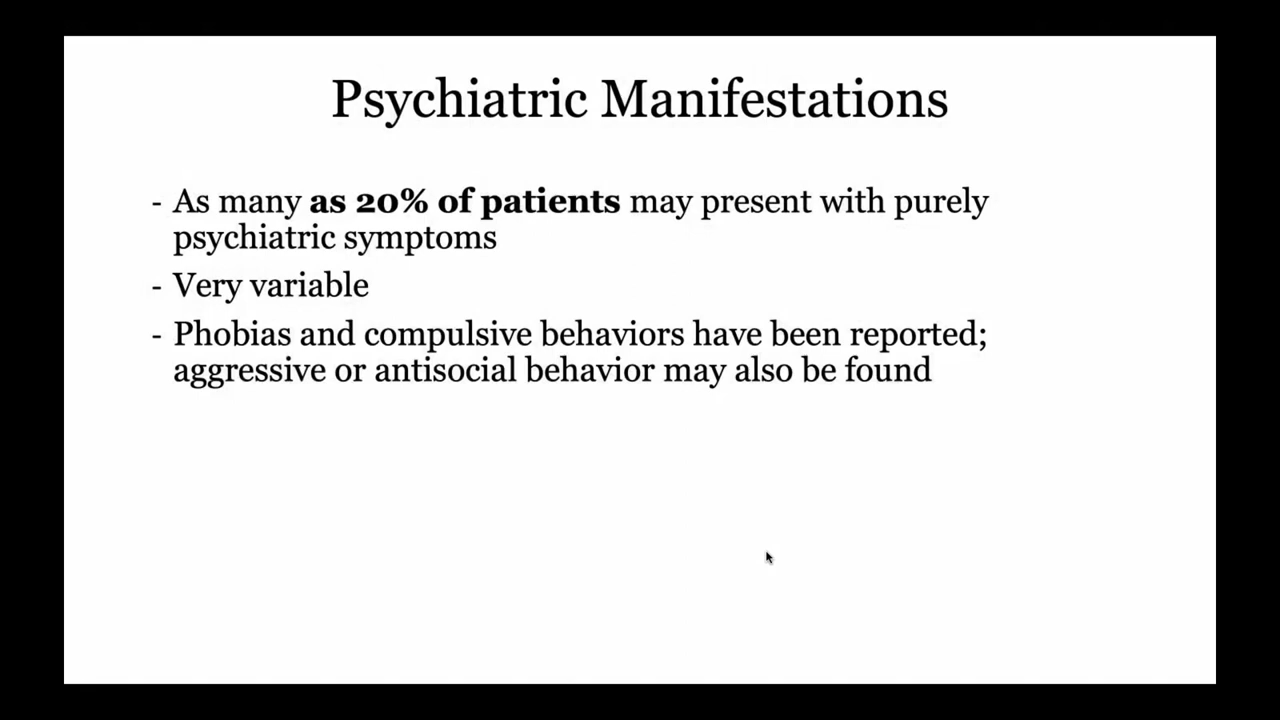 Psychiatric Manifestations
- As many as 20% of patients may present with purely
psychiatric symptoms
- Very variable
- Phobias and compulsive behaviors have been reported;
aggressive or antisocial behavior may also be found